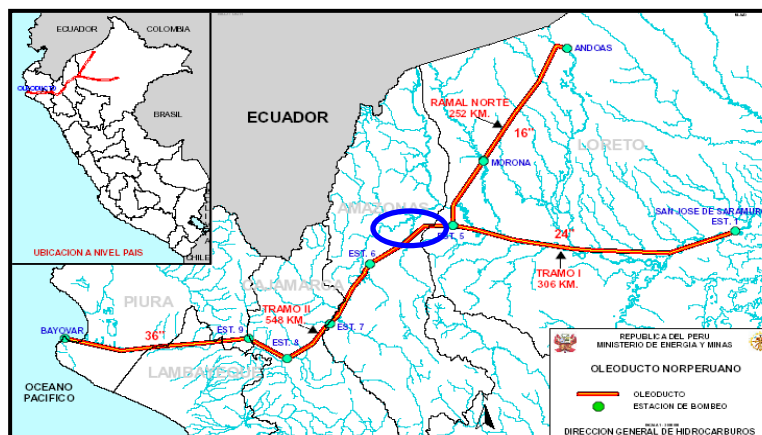 ECUADOR
COLOMBIA
OLEODUCTO
BRASIL
UBICACION A NIVEL PAIS
CHILE
ECUADOR
ANDOAS
RAMAL NORTE
252 KM.
16"
LORETO
MORONA
AMAZONAS
SAN JOSE DE SARAMURO
EST. 1
EST. 5
24"
TRAMO I
306 KM.
EST. 6
CAJAMARCA
TRAMO II
548 KM.
EST. 7
PIURA
BAYOVAR
36"
EST. 9
EST. 8
LAMBAYEQUE
OCEANO
PACIFICO
REPUBLICA DEL PERU
MINISTERIO DE ENERGIA Y MINAS
OLEODUCTO NORPERUANO
OLEODUCTO
ESTACION DE BOMBEO
DIRECCION GENERAL DE HIDROCARBUROS